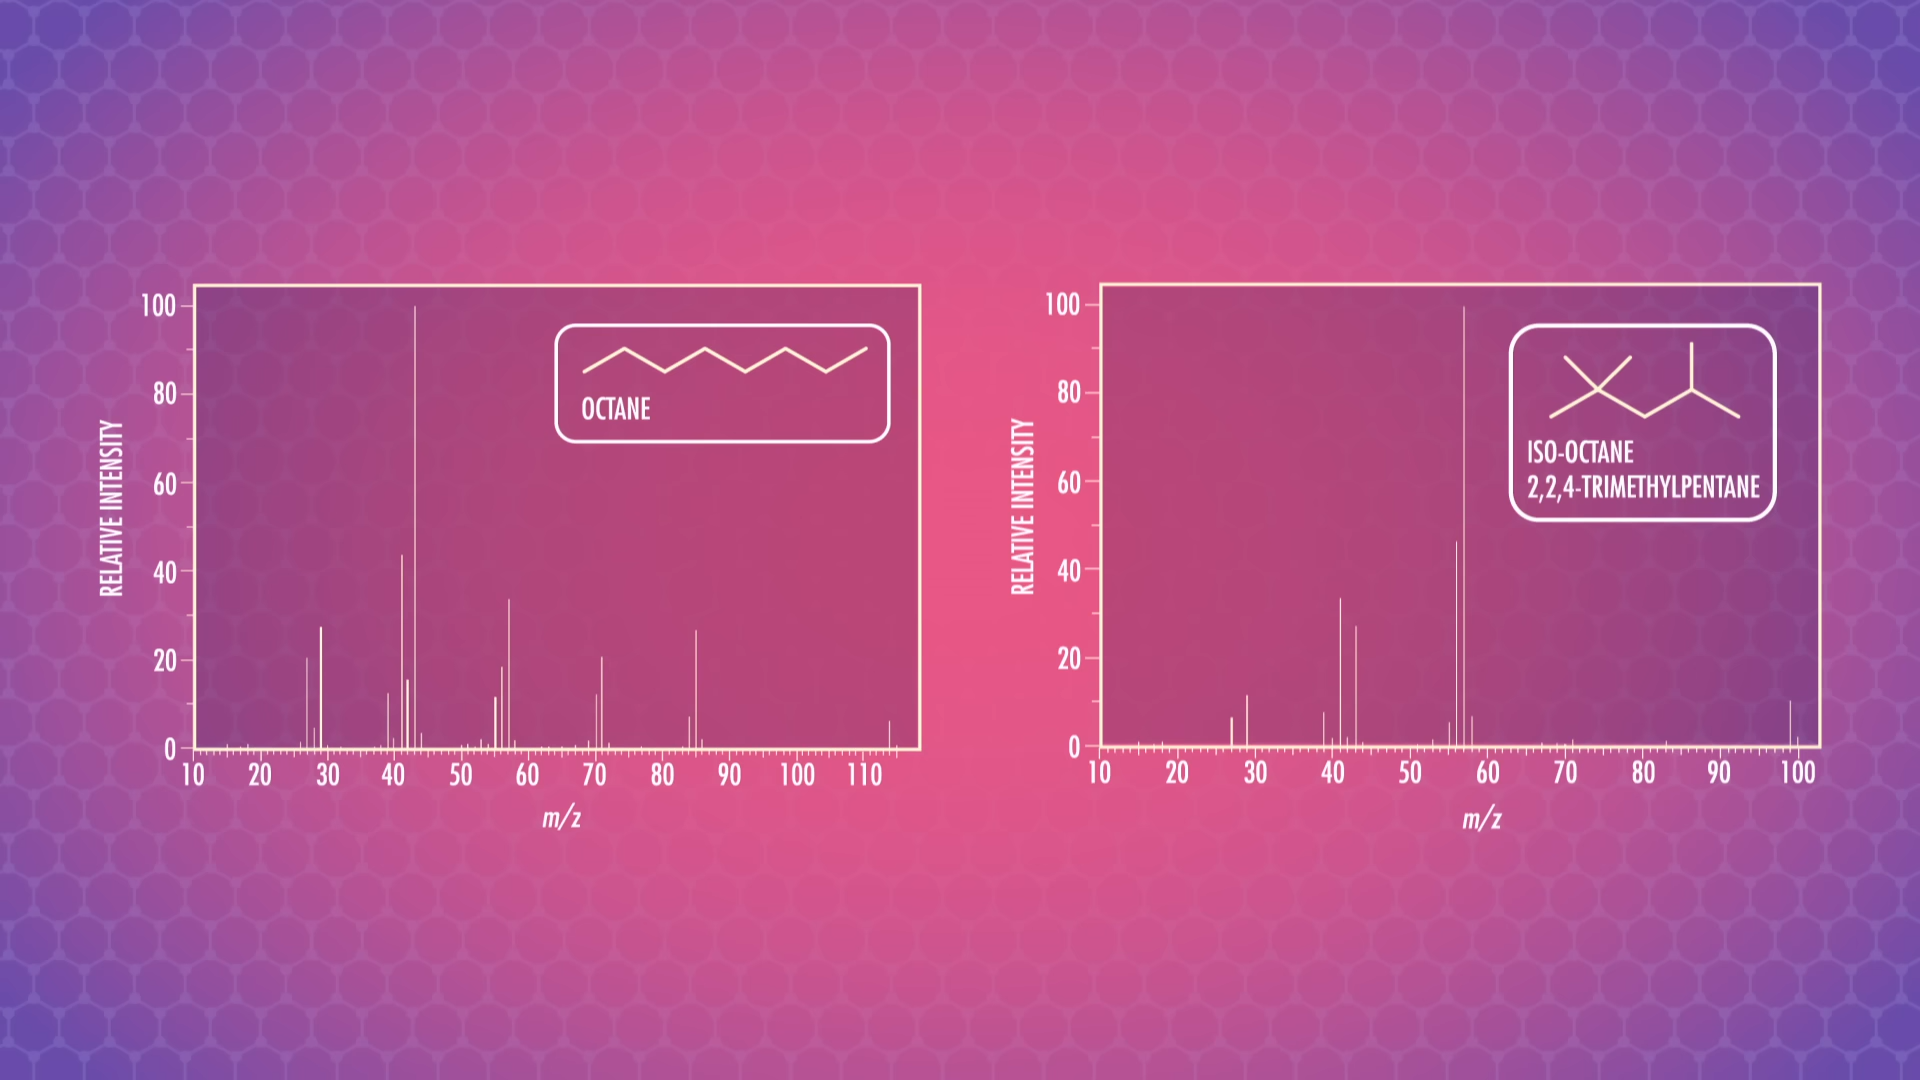 RELATIVE INTENSITY
100
80
60
40
20
0
10 20 30 40 50 60 70 80 90 100 110
m/z
OCTANE
RELATIVE INTENSITY
100
80
60
40
20
0
10 20 30 40 50 60 70 80 90 100
m/z
ISO-OCTANE
2,2,4-TRIMETHYLPENTANE